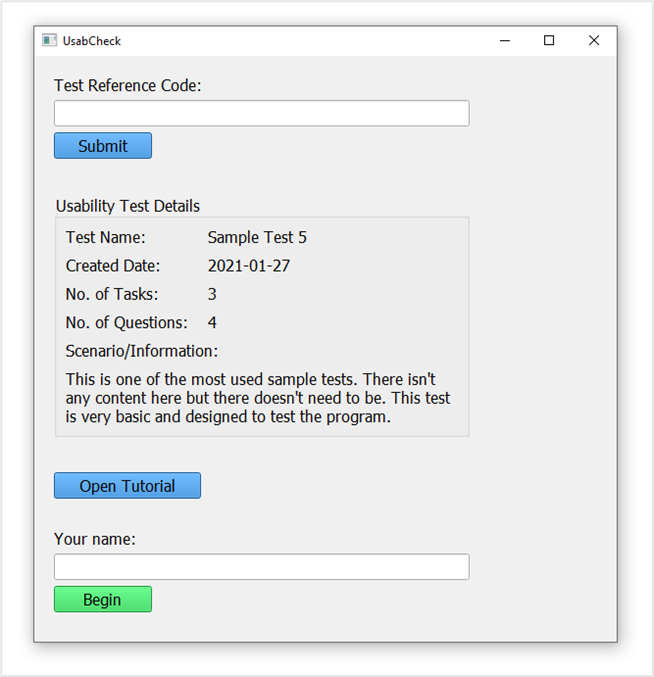 UsabCheck
Test Reference Code:
Submit
Usability Test Details
Test Name: Sample Test 5
Created Date: 2021-01-27
No. of Tasks: 3
No. of Questions: 4
Scenario/Information:
This is one of the most used sample tests. There isn't
any content here but there doesn't need to be. This test
is very basic and designed to test the program.
Open Tutorial
Your name:
Begin